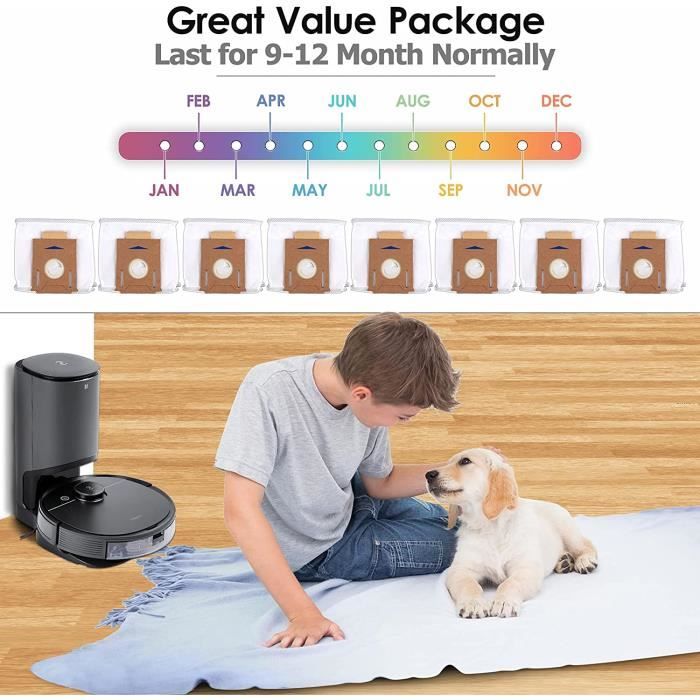 Great Value Package
Last for 9-12 Month Normally
FEB APR JUN AUG OCT DEC
JAN MAR MAY JUL SEP NOV